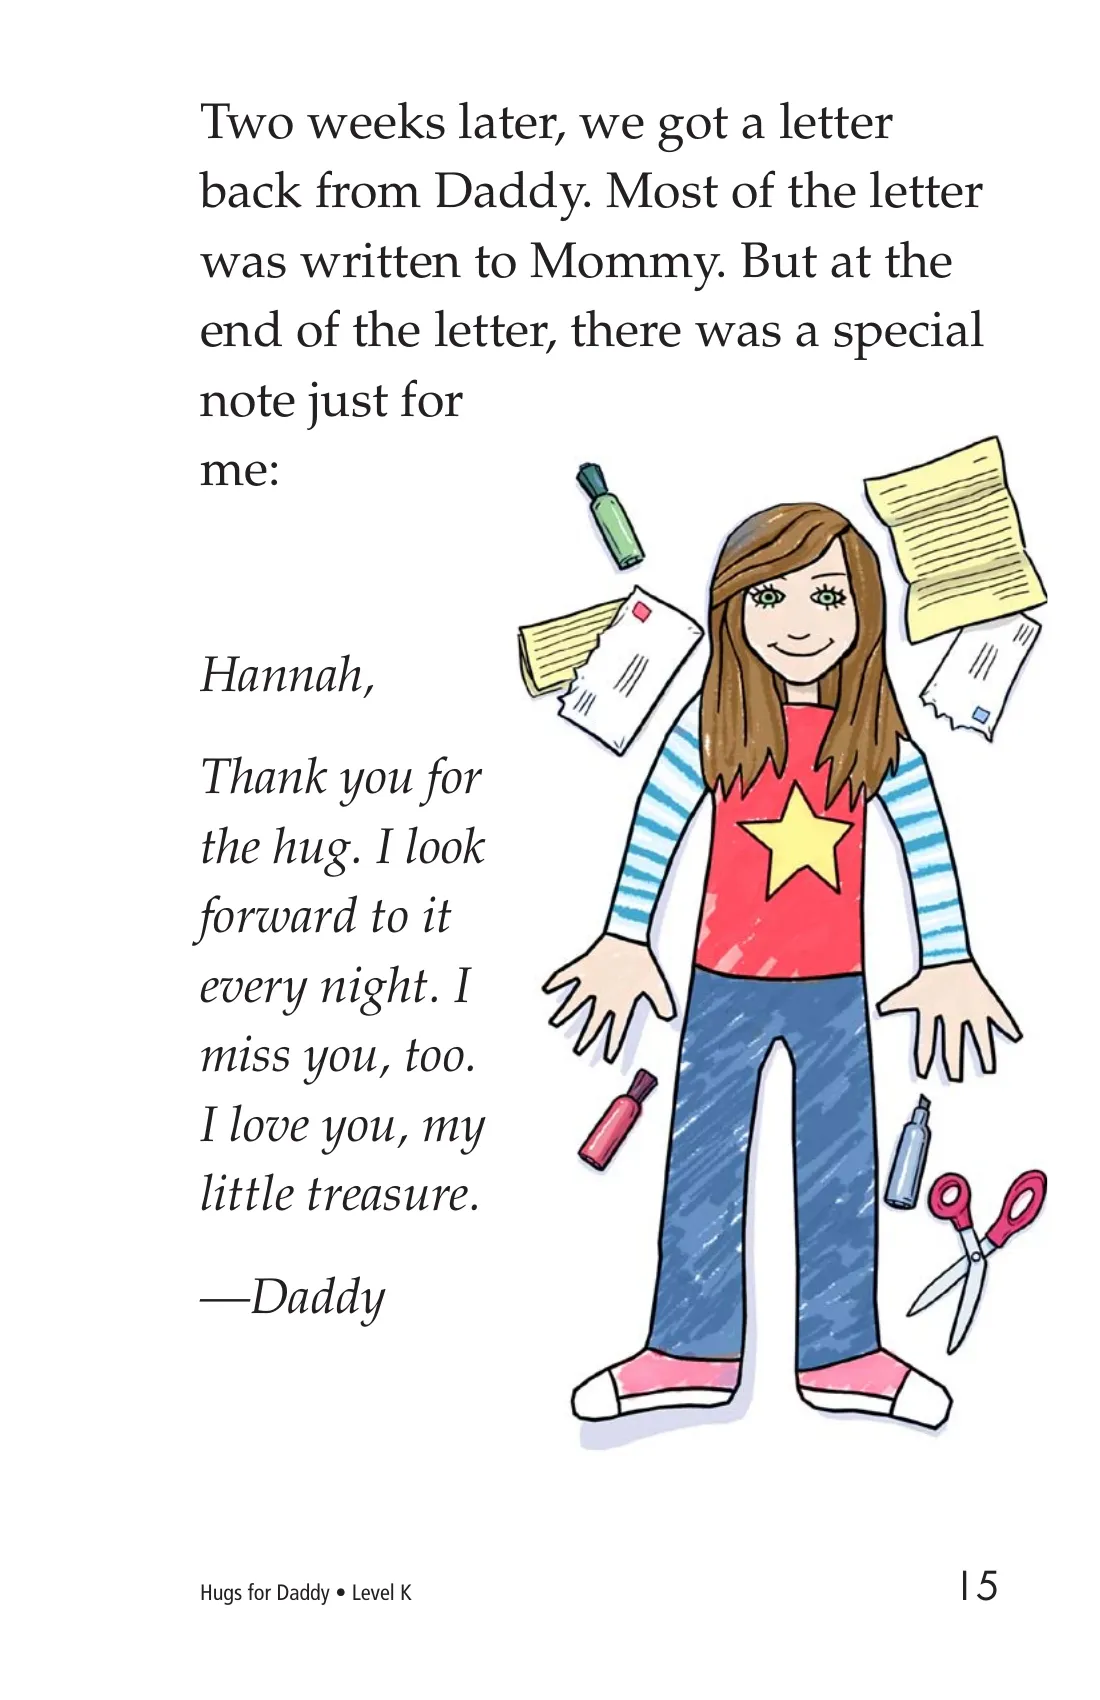 Two weeks later, we got a letter
back from Daddy. Most of the letter
was written to Mommy. But at the
end of the letter, there was a special
note just for
me:
Hannah,
Thank you for
the hug. I look
forward to it
every night. I
miss you, too.
I love you, my
little treasure.
—Daddy
Hugs for Daddy • Level K
15